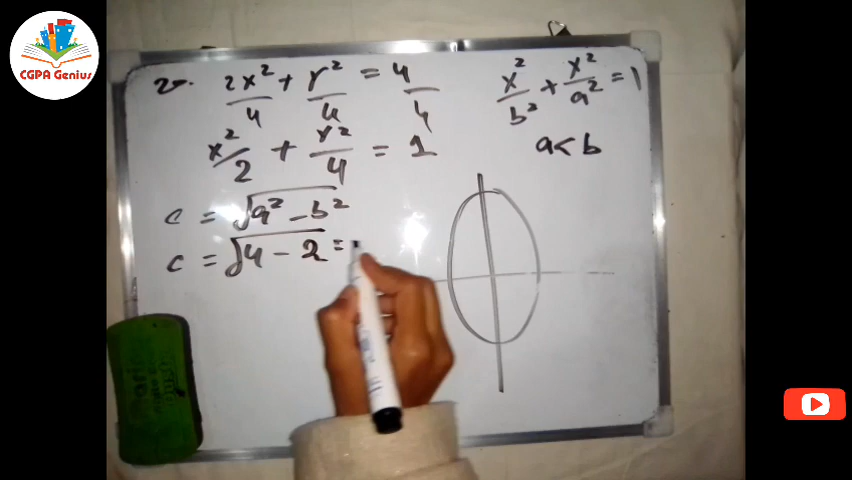 CGPA Genius
2x²/4 + y²/4 = 4/4
x²/b² + x²/a² = 1
x²/2 + y²/4 = 1
a < b
c = √a² - b²
c = √4 - 2 =